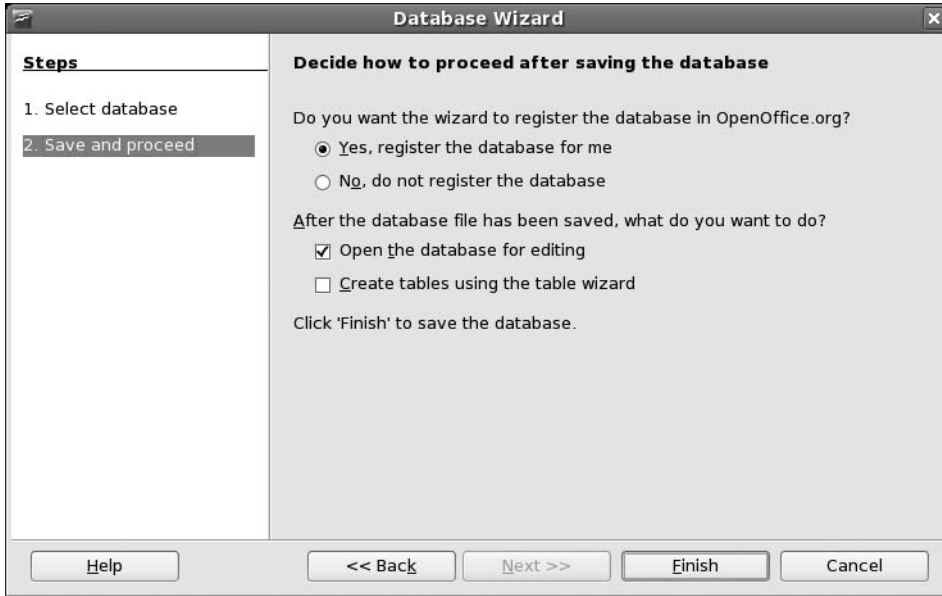 Database Wizard
Steps
1. Select database
2. Save and proceed
Decide how to proceed after saving the database
Do you want the wizard to register the database in OpenOffice.org?
Yes, register the database for me
No, do not register the database
After the database file has been saved, what do you want to do?
Open the database for editing
Create tables using the table wizard
Click 'Finish' to save the database.
Help
<< Back
Next >>
Finish
Cancel